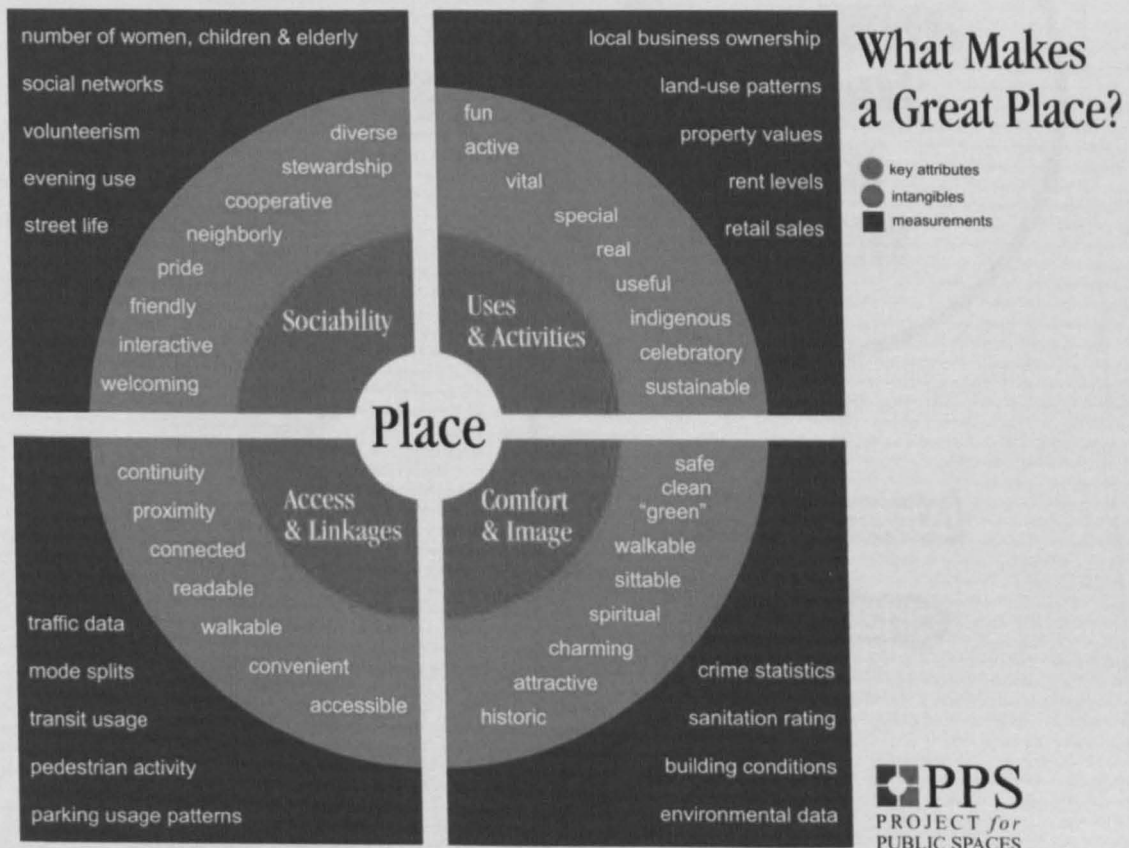 What Makes
a Great Place?
key attributes
intangibles
measurements
number of women, children & elderly
social networks
volunteerism
evening use
street life
diverse
stewardship
cooperative
neighborly
pride
friendly
interactive
welcoming
Sociability
local business ownership
land-use patterns
property values
rent levels
retail sales
fun
active
vital
special
real
useful
indigenous
celebratory
sustainable
Uses
& Activities
Place
continuity
proximity
connected
readable
walkable
convenient
accessible
Access
& Linkages
traffic data
mode splits
transit usage
pedestrian activity
parking usage patterns
safe
clean
"green"
walkable
sittable
spiritual
charming
attractive
historic
Comfort
& Image
crime statistics
sanitation rating
building conditions
environmental data
PPS
PROJECT for
PUBLIC SPACES